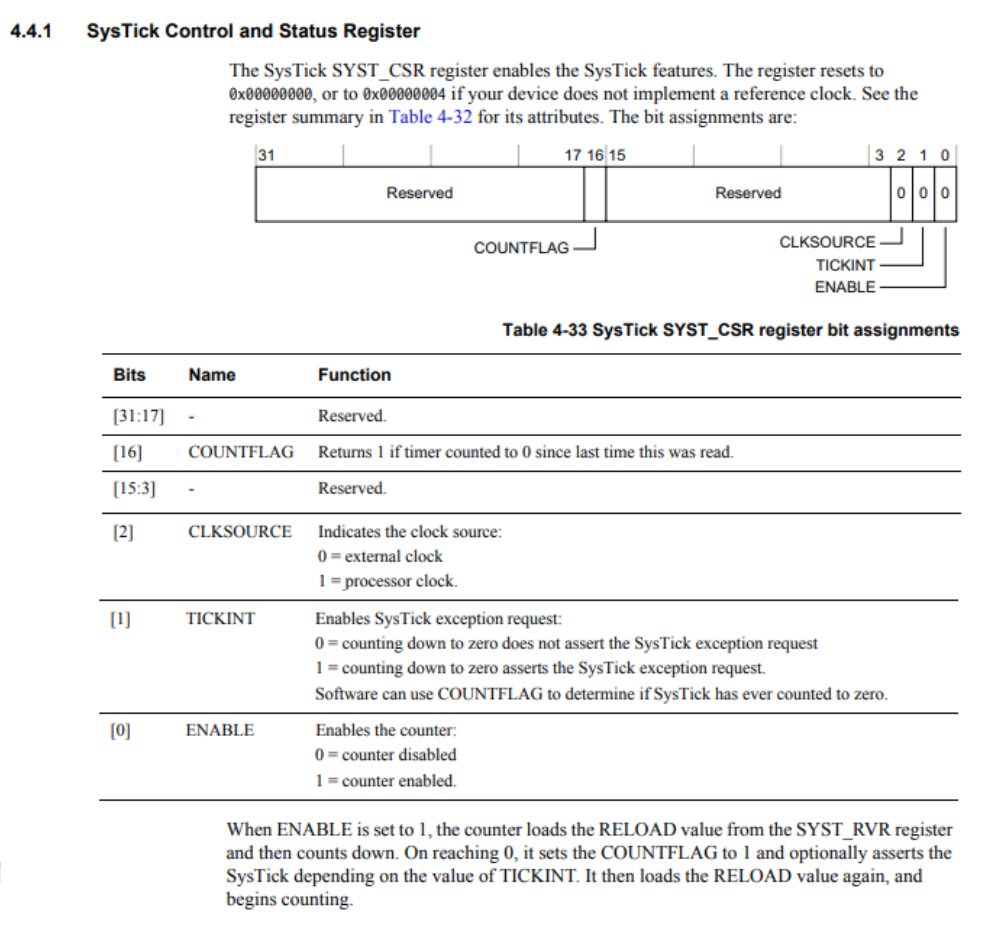 4.4.1 SysTick Control and Status Register
The SysTick SYST_CSR register enables the SysTick features. The register resets to
0x00000000, or to 0x00000004 if your device does not implement a reference clock. See the
register summary in Table 4-32 for its attributes. The bit assignments are:
31 17 16 15 3 2 1 0
Reserved Reserved 0 0 0
COUNTFLAG CLKSOURCE
TICKINT
ENABLE
Table 4-33 SysTick SYST_CSR register bit assignments
Bits Name Function
[31:17] - Reserved.
[16] COUNTFLAG Returns 1 if timer counted to 0 since last time this was read.
[15:3] - Reserved.
[2] CLKSOURCE Indicates the clock source:
0 = external clock
1 = processor clock.
[1] TICKINT Enables SysTick exception request:
0 = counting down to zero does not assert the SysTick exception request
1 = counting down to zero asserts the SysTick exception request.
Software can use COUNTFLAG to determine if SysTick has ever counted to zero.
[0] ENABLE Enables the counter:
0 = counter disabled
1 = counter enabled.
When ENABLE is set to 1, the counter loads the RELOAD value from the SYST_RVR register
and then counts down. On reaching 0, it sets the COUNTFLAG to 1 and optionally asserts the
SysTick depending on the value of TICKINT. It then loads the RELOAD value again, and
begins counting.